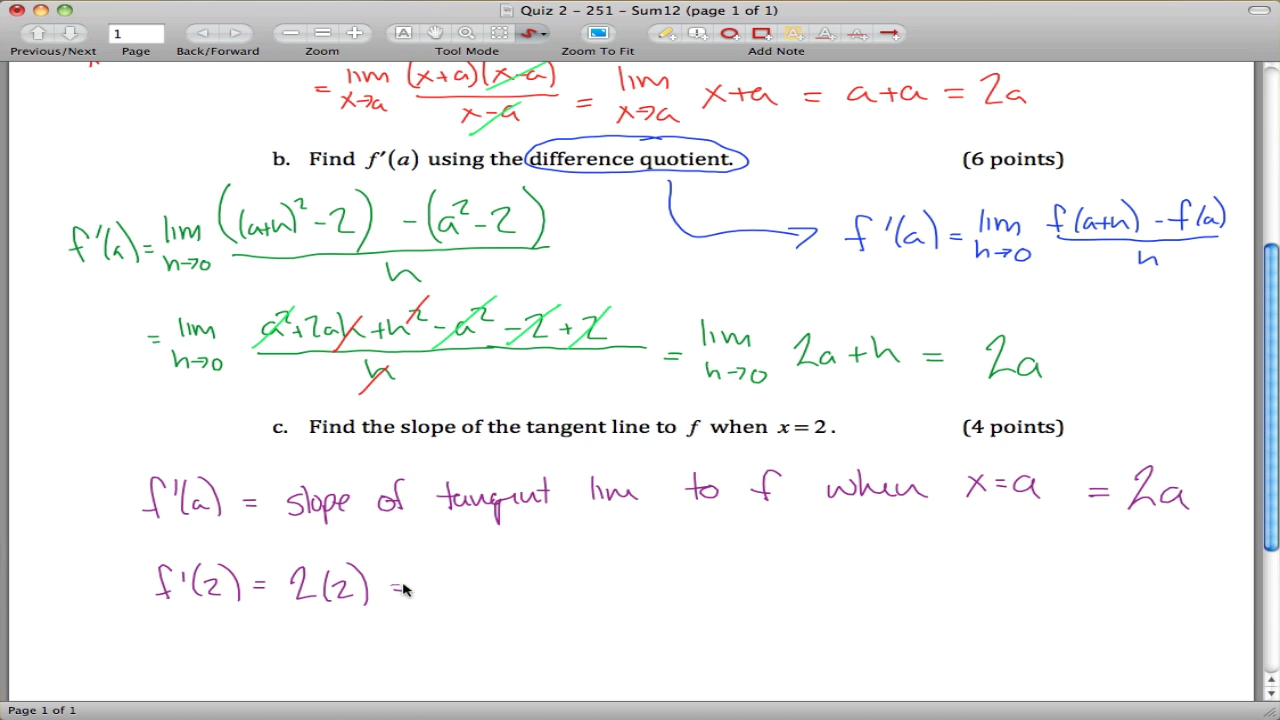 Quiz 2 - 251 - Sum12 (page 1 of 1)
1
Previous/Next Page Back/Forward Zoom Tool Mode Zoom To Fit Add Note
= lim x→a (x+a)(x-a) / x-a = lim x→a x+a = a+a = 2a
b. Find f'(a) using the difference quotient. (6 points)
f'(a) = lim h→0 ((a+h)² - 2) - (a² - 2) / h
f'(a) = lim h→0 f(a+h) - f(a) / h
= lim h→0 a² + 2ah + h² - a² - 2 + 2 / h = lim h→0 2a + h = 2a
c. Find the slope of the tangent line to f when x = 2. (4 points)
f'(a) = slope of tangent line to f when x = a = 2a
f'(2) = 2(2) =
Page 1 of 1